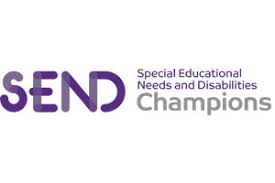 SEND
Special Educational
Needs and Disabilities
Champions